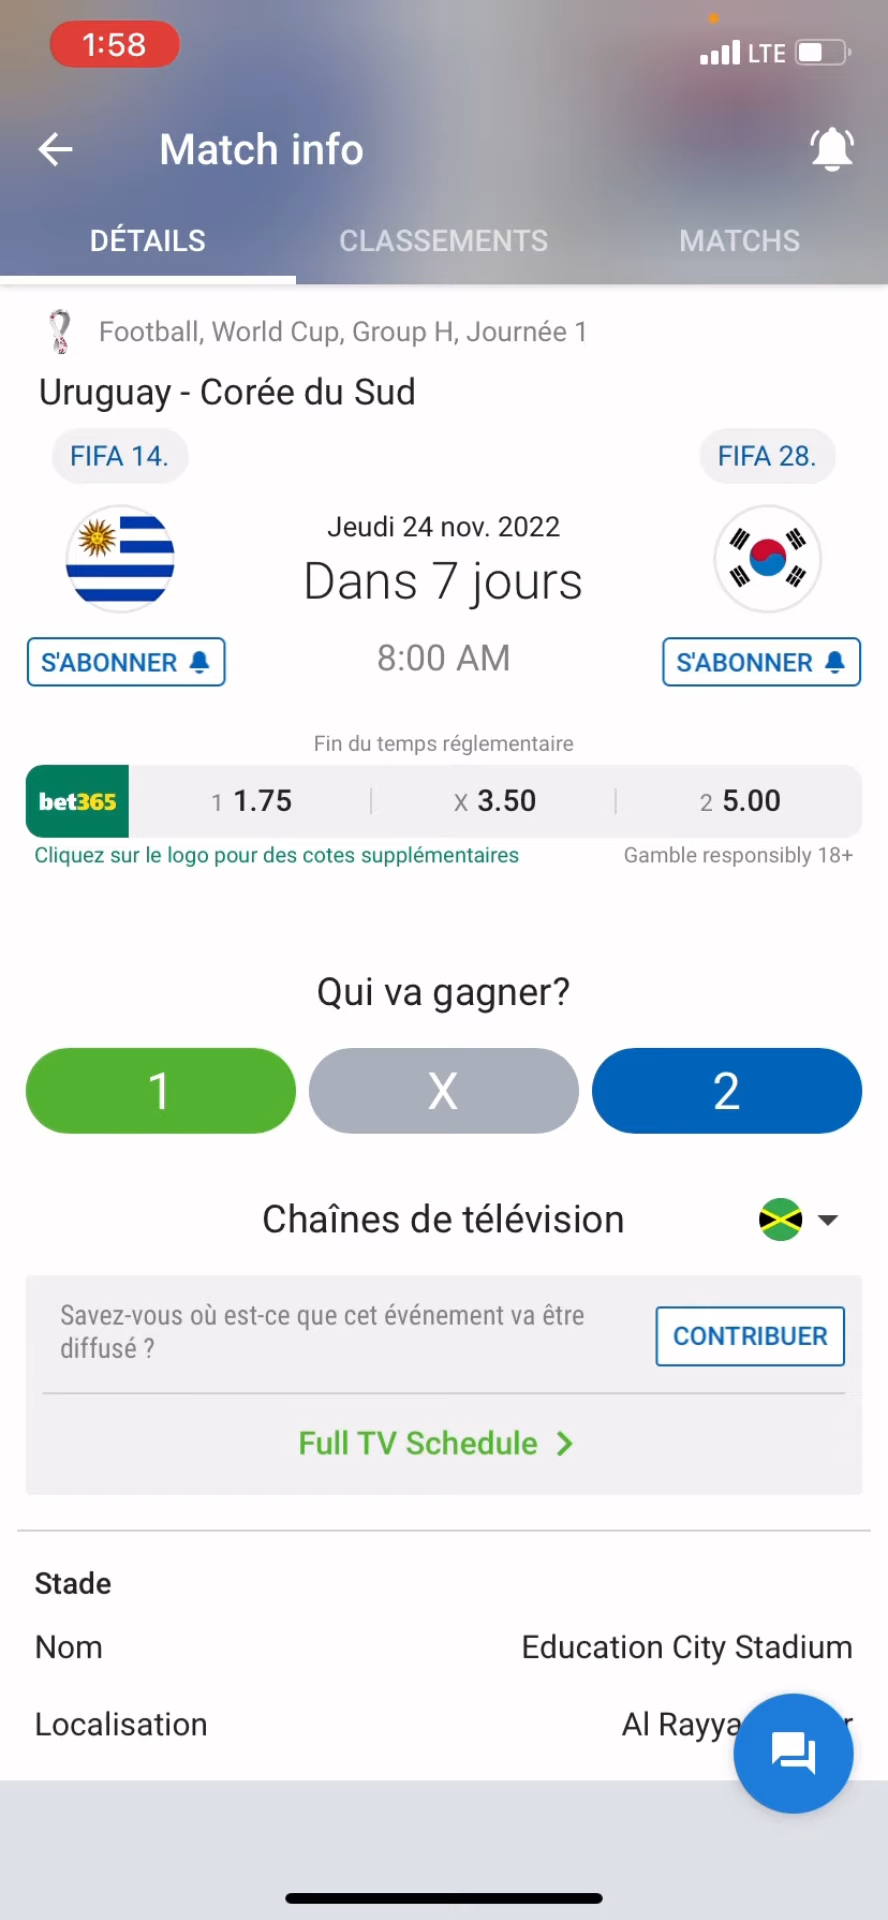 1:58
LTE
Match info
DÉTAILS CLASSEMENTS MATCHS
Football, World Cup, Group H, Journée 1
Uruguay - Corée du Sud
FIFA 14. FIFA 28.
Jeudi 24 nov. 2022
Dans 7 jours
S'ABONNER 8:00 AM S'ABONNER
Fin du temps réglementaire
bet365 1 1.75 X 3.50 2 5.00
Cliquez sur le logo pour des cotes supplémentaires Gamble responsibly 18+
Qui va gagner?
1 X 2
Chaînes de télévision
Savez-vous où est-ce que cet événement va être
diffusé ?
CONTRIBUER
Full TV Schedule
Stade
Nom Education City Stadium
Localisation Al